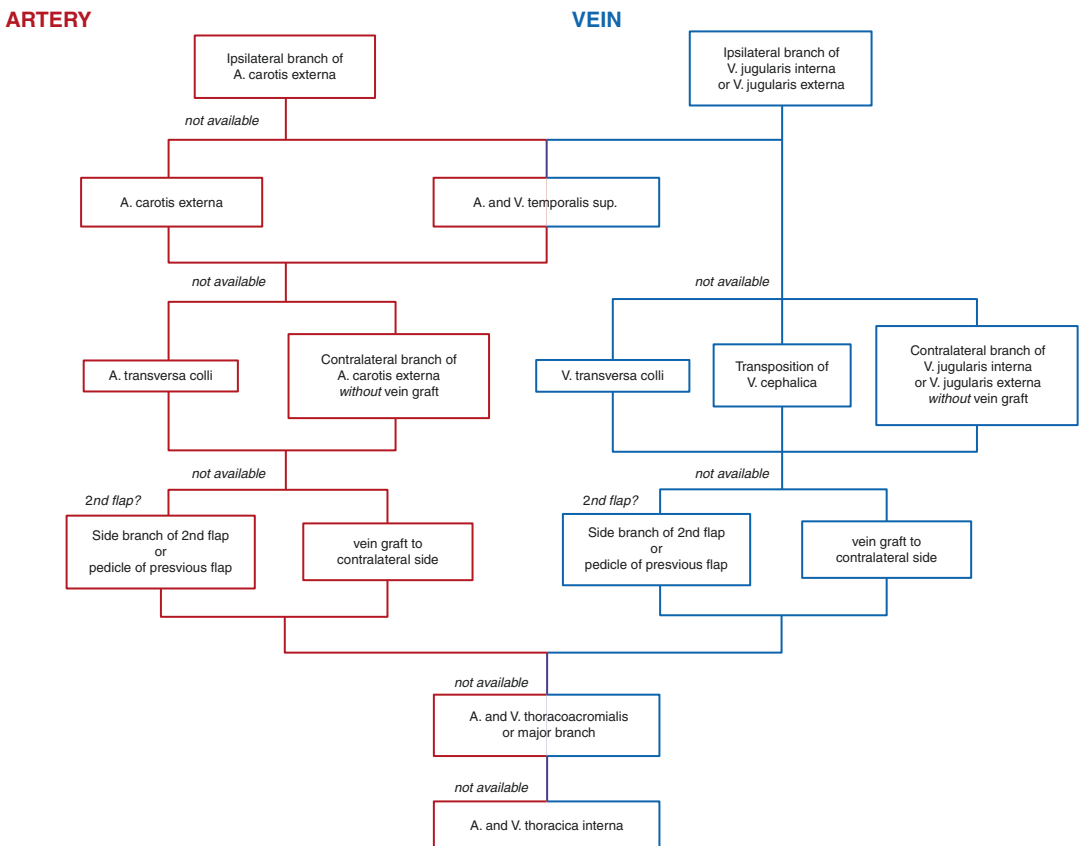 ARTERY
VEIN
Ipsilateral branch of
A. carotis externa
Ipsilateral branch of
V. jugularis interna
or V. jugularis externa
not available
A. carotis externa
A. and V. temporalis sup.
not available
not available
A. transversa colli
Contralateral branch of
A. carotis externa
without vein graft
V. transversa colli
Transposition of
V. cephalica
Contralateral branch of
V. jugularis interna
or V. jugularis externa
without vein graft
not available
not available
2nd flap?
Side branch of 2nd flap
or
pedicle of presvious flap
vein graft to
contralateral side
2nd flap?
Side branch of 2nd flap
or
pedicle of presvious flap
vein graft to
contralateral side
not available
A. and V. thoracoacromialis
or major branch
not available
A. and V. thoracica interna